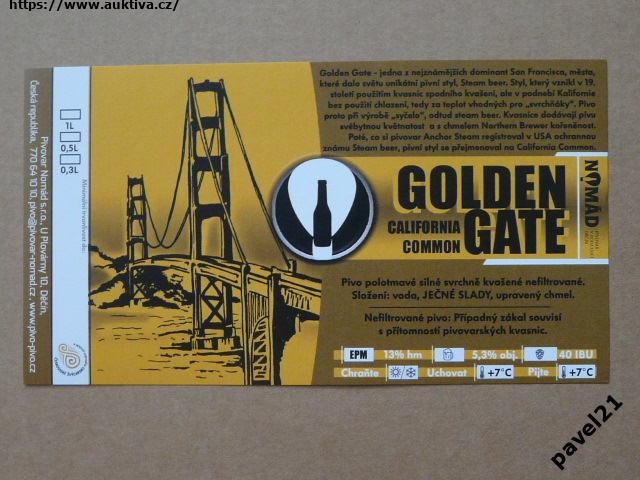 https://www.auktiva.cz/
Golden Gate - jedna z nejznámějších dominant San Francisca, města,
které dalo světu unikátní pivní styl, Steam beer. Styl, který vznikl v 19.
století použitím kvasnic spodního kvašení, ale v podnebí Kalifornie
bez použití chlazení, tedy za teplot vhodných pro „svrchňáky“. Pivo
proto při výrobě „syčelo“, odtud steam beer. Kvasnice dodávají pivu
svébytnou květnatost a s chmelem Northern Brewer kořeněnost.
Poté, co si pivovar Anchor Steam registroval v USA ochrannou
známu Steam beer, pivní styl se přejmenoval na California Common.
GOLDEN
CALIFORNIA
COMMON
GATE
NOMÁD
Pivo polotmavé silné svrchně kvašené nefiltrované.
Složení: voda, JEČNÉ SLADY, upravený chmel.
Nefiltrované pivo: Případný zákal souvisí
s přítomností pivovarských kvasnic.
EPM 13% hm 5,3% obj. 40 IBU
Chraňte Uchovat +7°C Pijte +7°C
1L
0,5L
0,3L
Minimální trvanlivost do:
Pivovar Nomád s.r.o., U Plovárny 10, Děčín,
Česká republika, 770 64 10 10, pivo@pivovar-nomad.cz, www.pivo-pivo.cz
pavel21